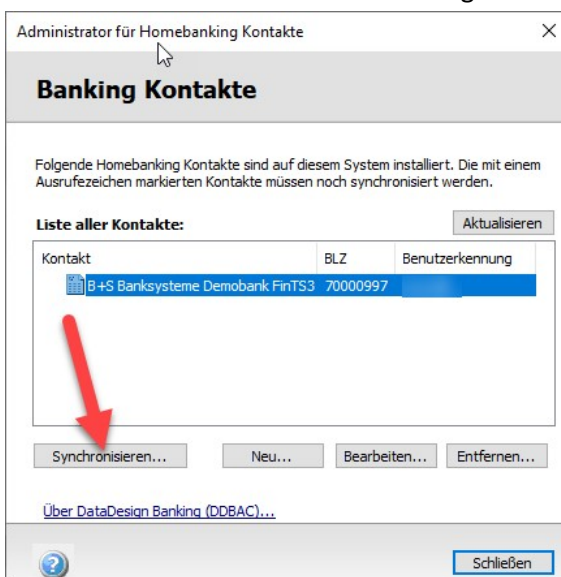 Administrator für Homebanking Kontakte
Banking Kontakte
Folgende Homebanking Kontakte sind auf diesem System installiert. Die mit einem
Ausrufezeichen markierten Kontakte müssen noch synchronisiert werden.
Liste aller Kontakte:
Aktualisieren
Kontakt BLZ Benutzerkennung
B+S Banksysteme Demobank FinTS3 70000997
Synchronisieren... Neu... Bearbeiten... Entfernen...
Über DataDesign Banking (DDBAC)...
Schließen